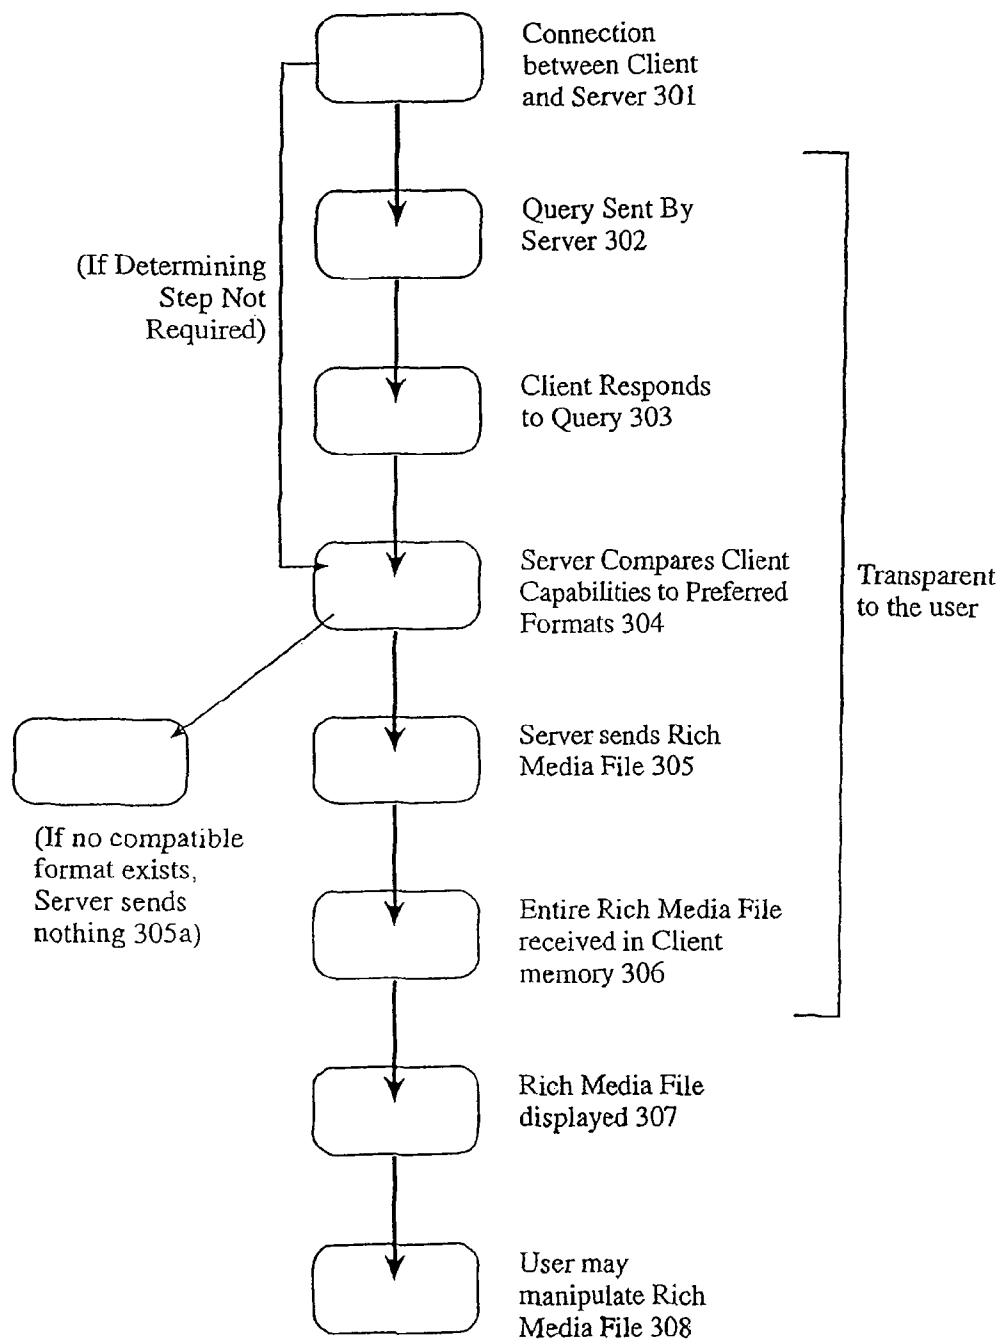 Connection
between Client
and Server 301
Query Sent By
Server 302
(If Determining
Step Not
Required)
Client Responds
to Query 303
Server Compares Client
Capabilities to Preferred
Formats 304
Transparent
to the user
Server sends Rich
Media File 305
(If no compatible
format exists,
Server sends
nothing 305a)
Entire Rich Media File
received in Client
memory 306
Rich Media File
displayed 307
User may
manipulate Rich
Media File 308